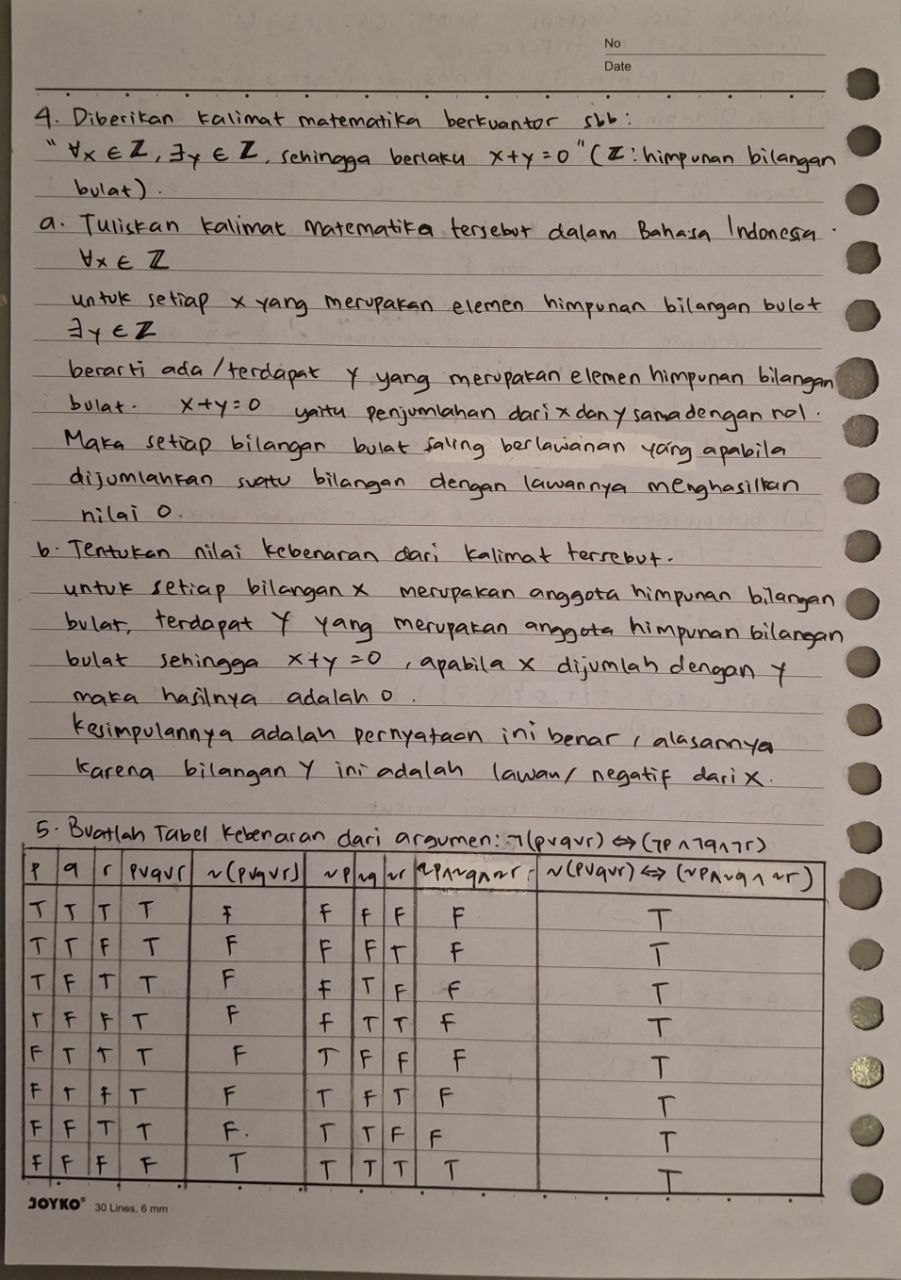 No
Date
4. Diberikan kalimat matematika berkuantor sbb:
"∀x ∈ Z, ∃y ∈ Z, sehingga berlaku x+y=0" (Z: himpunan bilangan
bulat).
a. Tuliskan kalimat matematika tersebut dalam Bahasa Indonesia.
∀x ∈ Z
untuk setiap x yang merupakan elemen himpunan bilangan bulat
∃y ∈ Z
berarti ada/terdapat y yang merupakan elemen himpunan bilangan
bulat. x+y=0 yaitu penjumlahan dari x dan y sama dengan nol.
Maka setiap bilangan bulat saling berlawanan yang apabila
dijumlahkan suatu bilangan dengan lawannya menghasilkan
nilai 0.
b. Tentukan nilai kebenaran dari kalimat tersebut.
untuk setiap bilangan x merupakan anggota himpunan bilangan
bulat, terdapat y yang merupakan anggota himpunan bilangan
bulat sehingga x+y=0, apabila x dijumlah dengan y
maka hasilnya adalah 0.
kesimpulannya adalah pernyataan ini benar, alasannya
karena bilangan y ini adalah lawan/negatif dari x.
5. Buatlah Tabel kebenaran dari argumen: ¬(p∨q∨r) ⇔ (¬p∧¬q∧¬r)
p q r p∨q∨r ~(p∨q∨r) ~p ~q ~r ~p∧~q∧~r ~(p∨q∨r) ⇔ (~p∧~q∧~r)
T T T T F F F F F T
T T F T F F F T F T
T F T T F F T F F T
T F F T F F T T F T
F T T T F T F F F T
F T F T F T F T F T
F F T T F. T T F F T
F F F F T T T T T T
JOYKO® 30 Lines, 6 mm